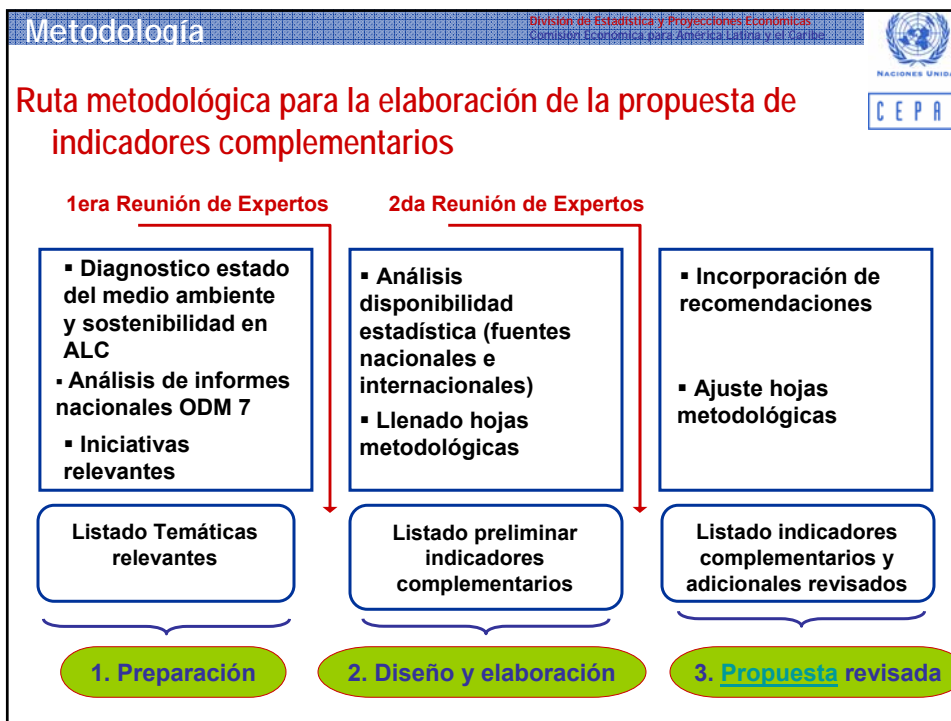 Metodología
División de Estadística y Proyecciones Económicas
Comisión Económica para América Latina y el Caribe
NACIONES UNIDA
C E P A
Ruta metodológica para la elaboración de la propuesta de
indicadores complementarios
1era Reunión de Expertos
2da Reunión de Expertos
▪ Diagnostico estado
del medio ambiente
y sostenibilidad en
ALC
▪ Análisis de informes
nacionales ODM 7
▪ Iniciativas
relevantes
▪ Análisis
disponibilidad
estadística (fuentes
nacionales e
internacionales)
▪ Llenado hojas
metodológicas
▪ Incorporación de
recomendaciones
▪ Ajuste hojas
metodológicas
Listado Temáticas
relevantes
Listado preliminar
indicadores
complementarios
Listado indicadores
complementarios y
adicionales revisados
1. Preparación
2. Diseño y elaboración
3. Propuesta revisada